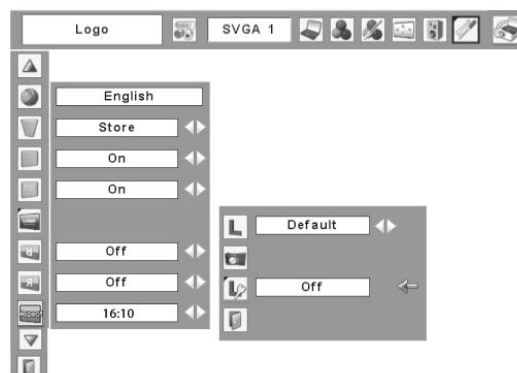 Logo
SVGA 1
English
Store
On
On
Off
Off
16:10
Default
Off